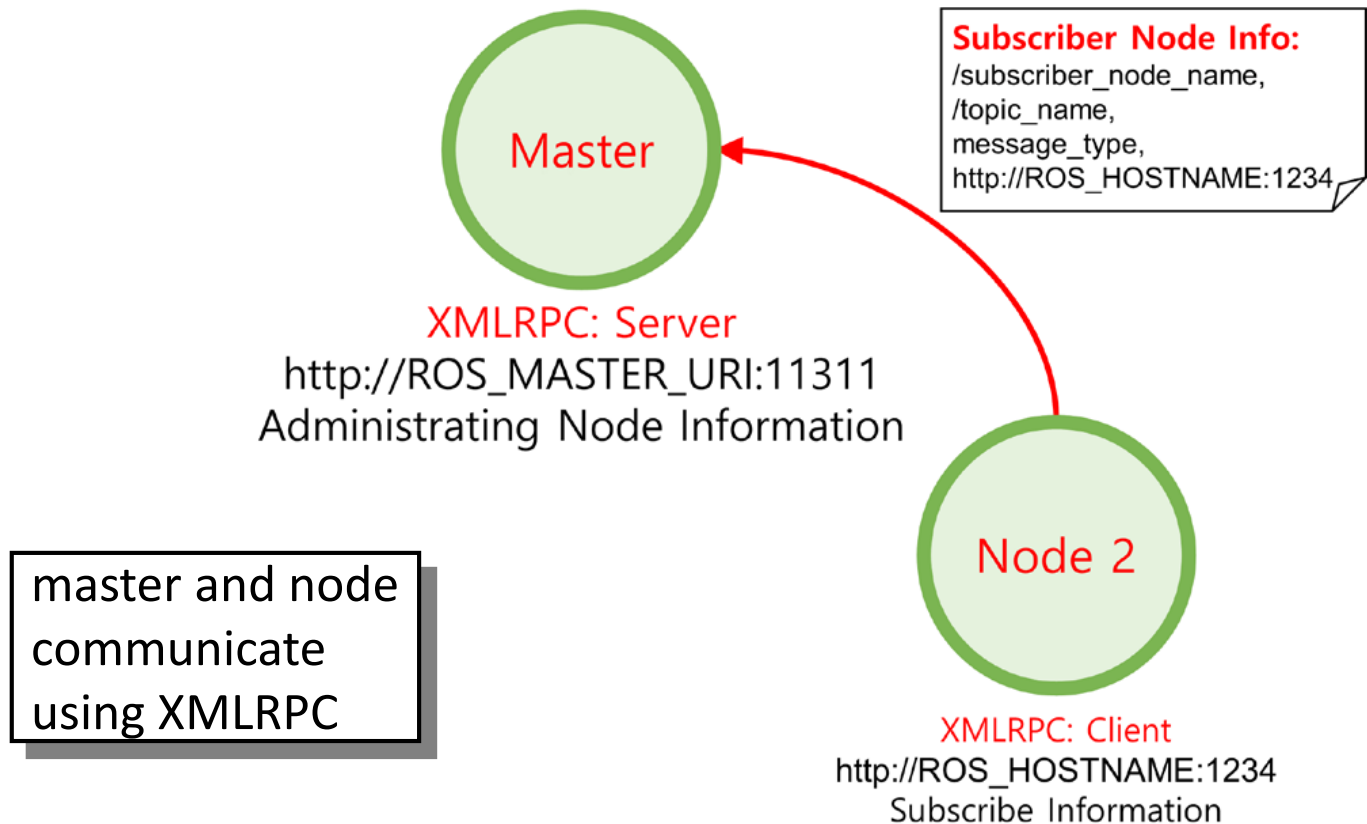 Master
Subscriber Node Info:
/subscriber_node_name,
/topic_name,
message_type,
http://ROS_HOSTNAME:1234
XMLRPC: Server
http://ROS_MASTER_URI:11311
Administrating Node Information
master and node
communicate
using XMLRPC
Node 2
XMLRPC: Client
http://ROS_HOSTNAME:1234
Subscribe Information